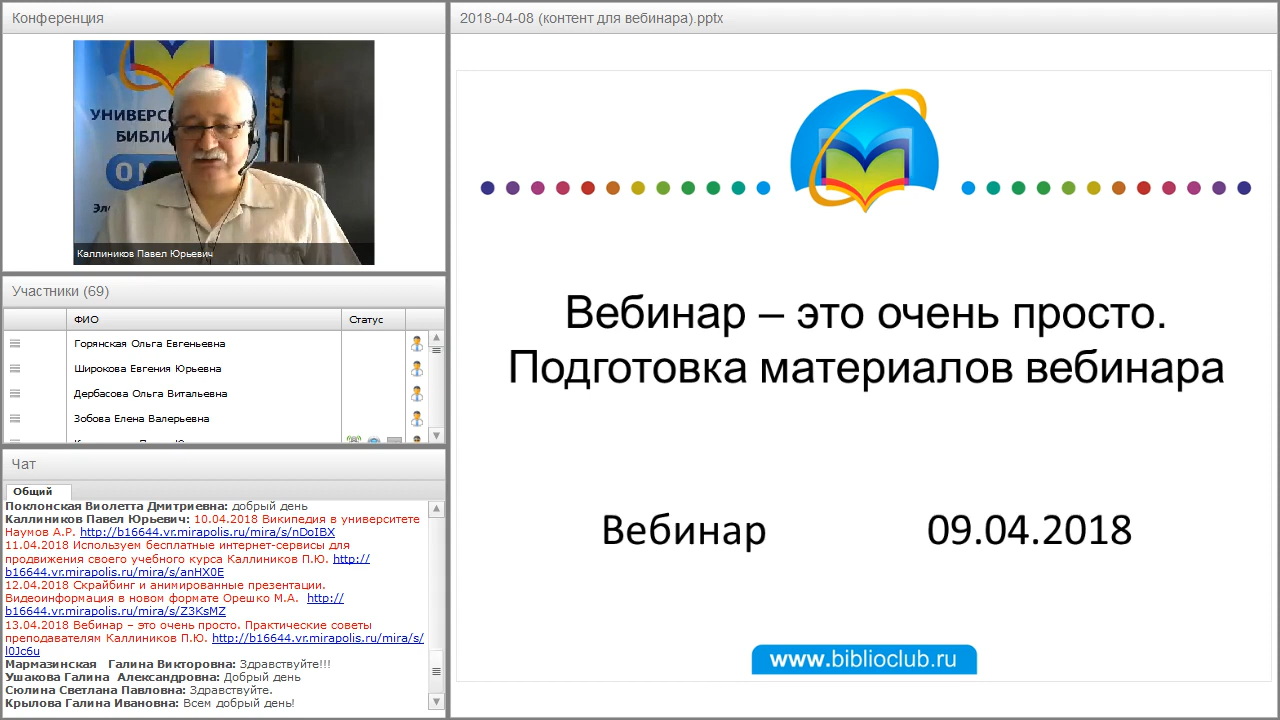 Конференция
2018-04-08 (контент для вебинара).pptx
УНИВЕРС
БИБЛИ
Каллиников Павел Юрьевич
Участники (69)
ФИО Статус
Горянская Ольга Евгеньевна
Широкова Евгения Юрьевна
Дербасова Ольга Витальевна
Зобова Елена Валерьевна
Чат
Общий
Поклонская Виолетта Дмитриевна: добрый день
Каллиников Павел Юрьевич: 10.04.2018 Википедия в университете
Наумов А.Р. http://b16644.vr.mirapolis.ru/mira/s/nDoIBX
11.04.2018 Используем бесплатные интернет-сервисы для
продвижения своего учебного курса Каллиников П.Ю. http://
b16644.vr.mirapolis.ru/mira/s/anHX0E
12.04.2018 Скрайбинг и анимированные презентации.
Видеоинформация в новом формате Орешко М.А. http://
b16644.vr.mirapolis.ru/mira/s/Z3KsMZ
13.04.2018 Вебинар – это очень просто. Практические советы
преподавателям Каллиников П.Ю. http://b16644.vr.mirapolis.ru/mira/s/
l0Jc6u
Мармазинская Галина Викторовна: Здравствуйте!!!
Ушакова Галина Александровна: Добрый день
Сюлина Светлана Павловна: Здравствуйте.
Крылова Галина Ивановна: Всем добрый день!
Вебинар – это очень просто.
Подготовка материалов вебинара
Вебинар 09.04.2018
www.biblioclub.ru